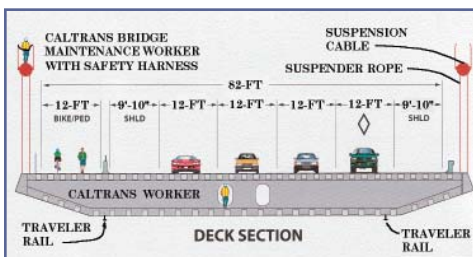 CALTRANS BRIDGE
MAINTENANCE WORKER
WITH SAFETY HARNESS
SUSPENSION
CABLE
SUSPENDER ROPE
82-FT
12-FT
BIKE/PED
9'-10"
SHLD
12-FT
12-FT
12-FT
12-FT
9'-10"
SHLD
CALTRANS WORKER
TRAVELER
RAIL
DECK SECTION
TRAVELER
RAIL